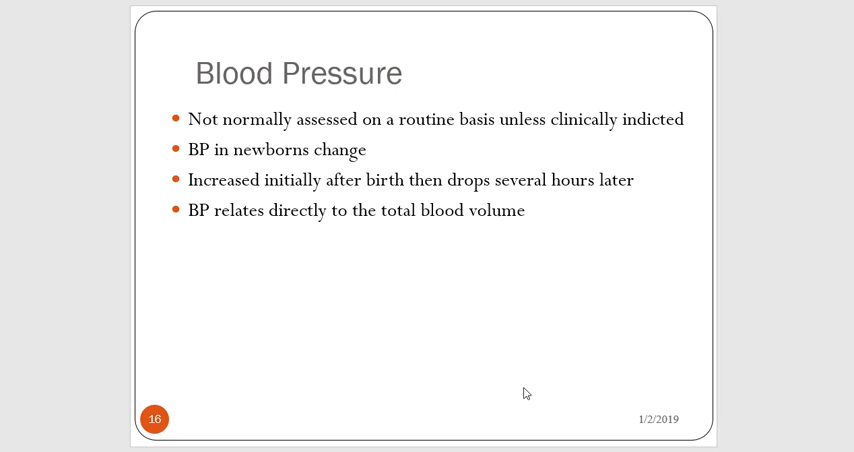 Blood Pressure
• Not normally assessed on a routine basis unless clinically indicted
• BP in newborns change
• Increased initially after birth then drops several hours later
• BP relates directly to the total blood volume
16
1/2/2019